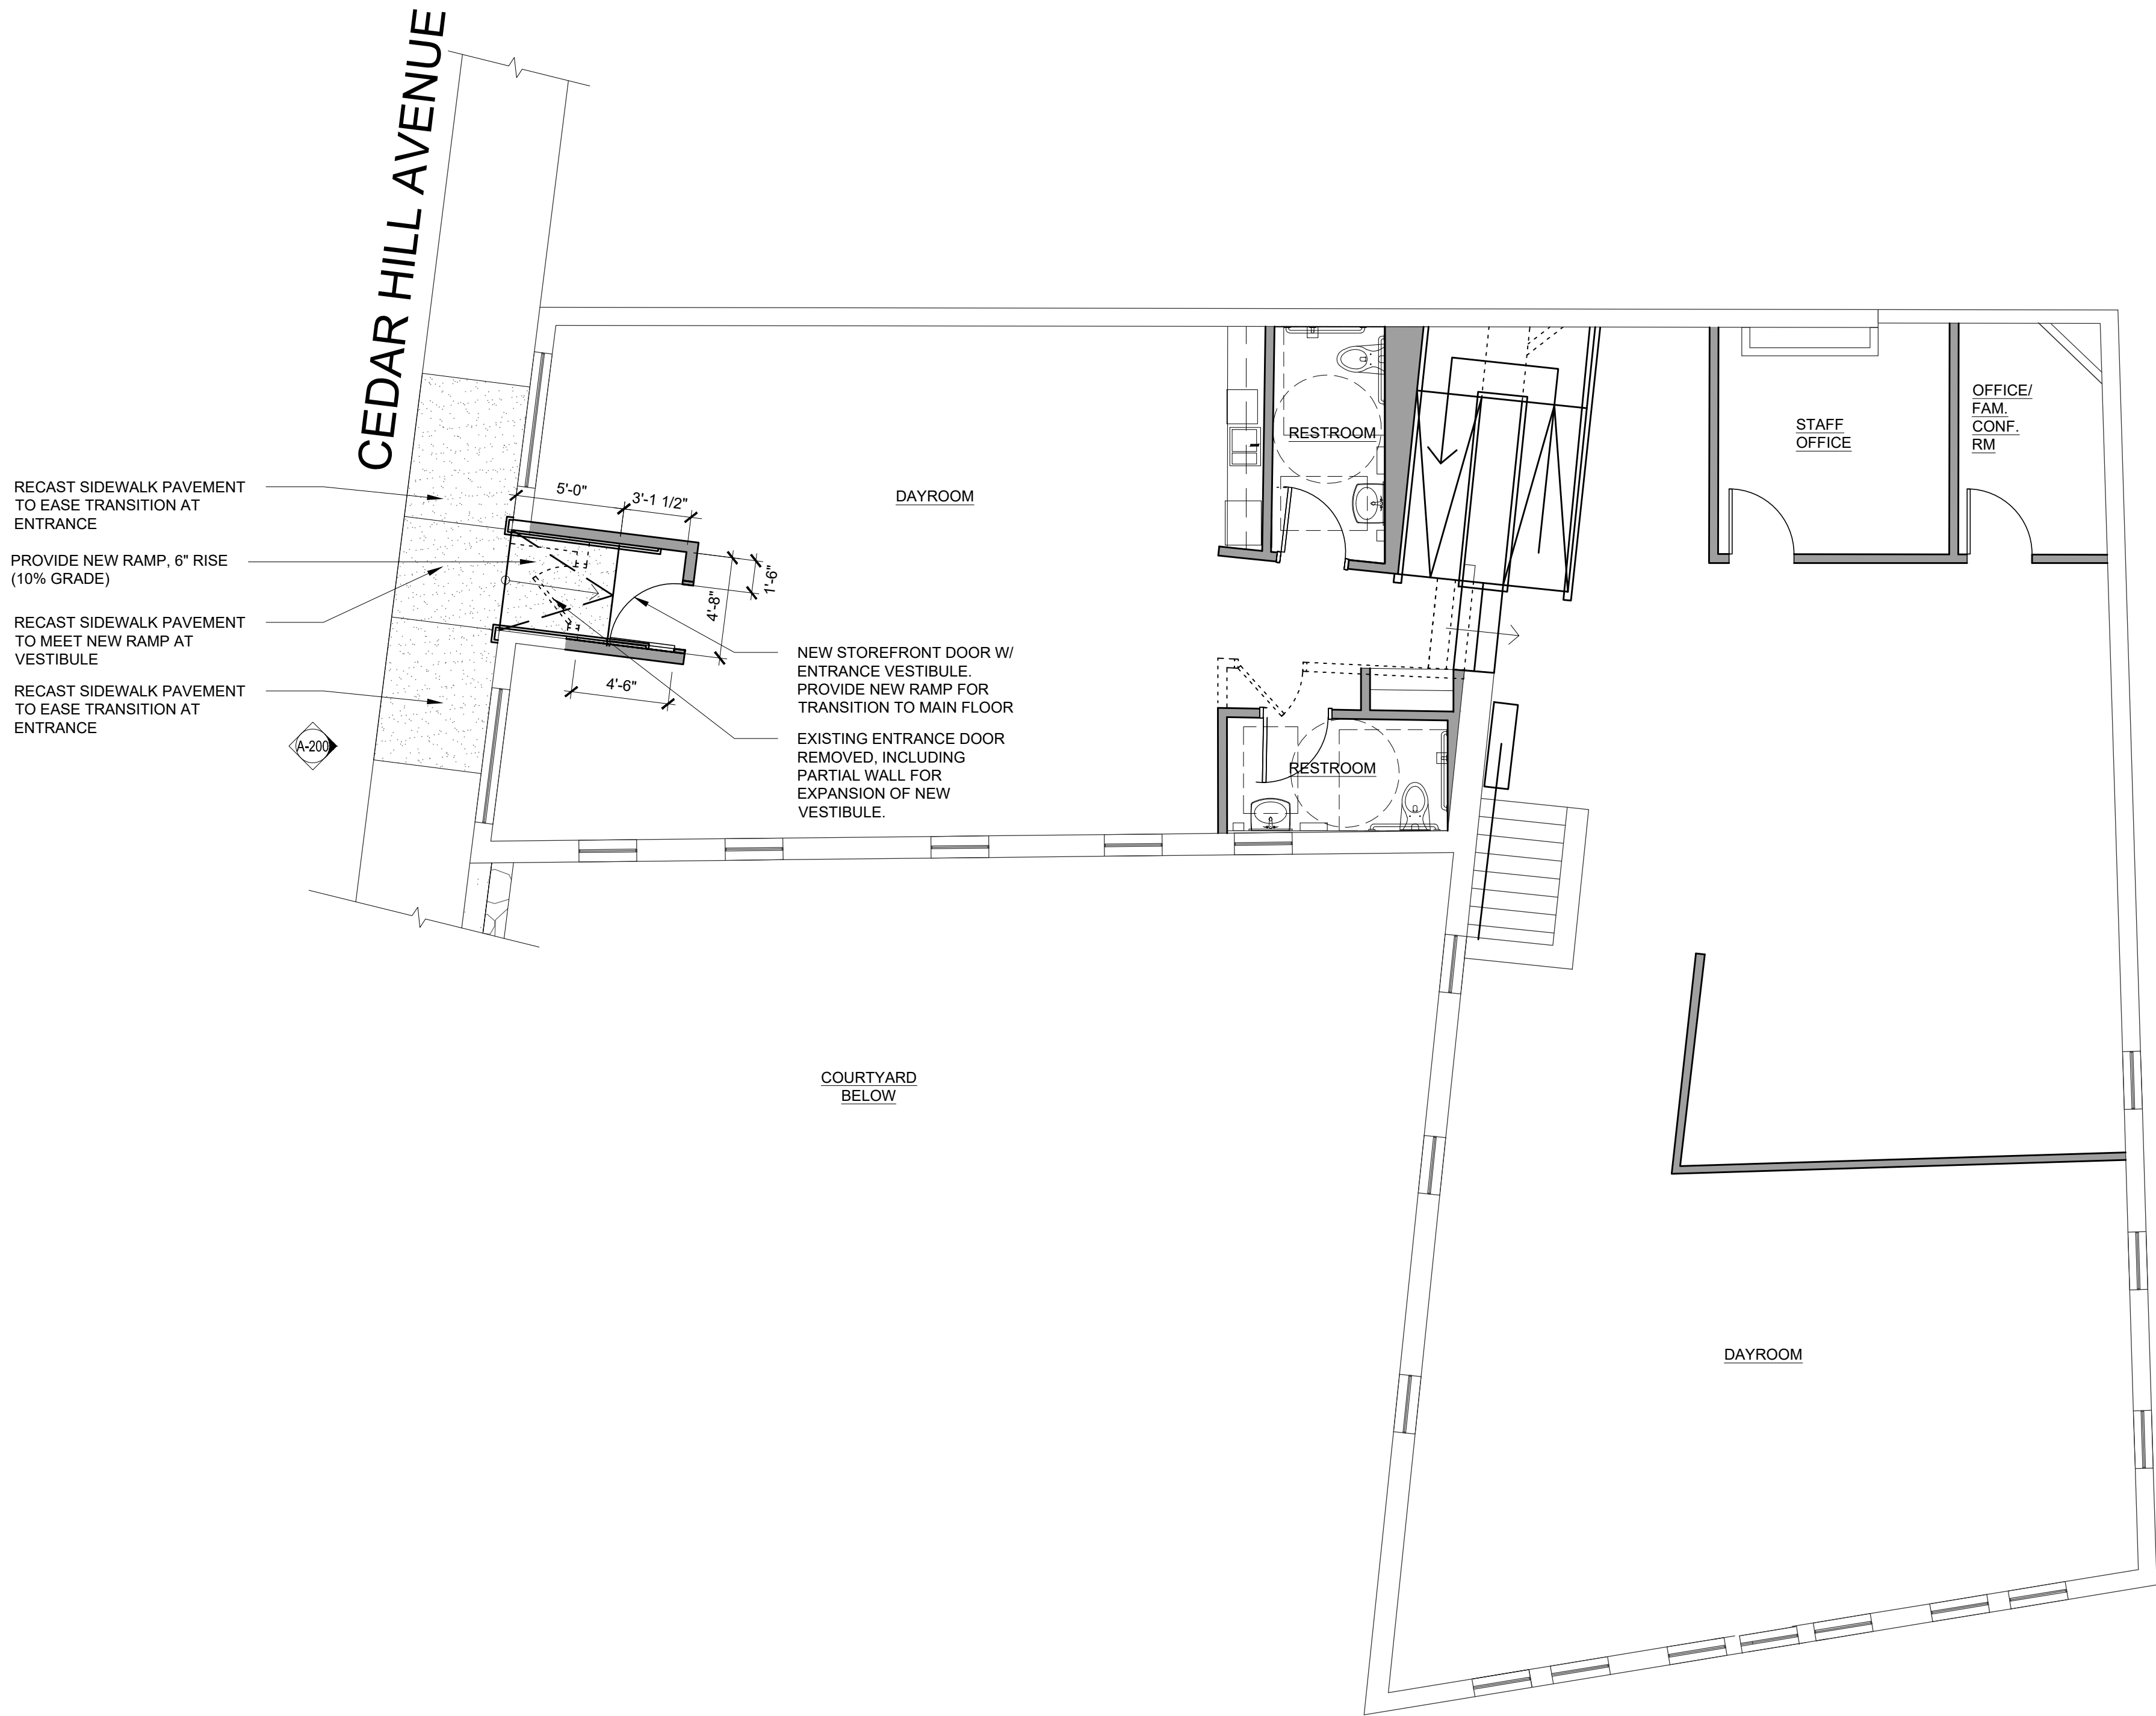 CEDAR HILL AVENUE
RECAST SIDEWALK PAVEMENT
TO EASE TRANSITION AT
ENTRANCE
PROVIDE NEW RAMP, 6" RISE
(10% GRADE)
RECAST SIDEWALK PAVEMENT
TO MEET NEW RAMP AT
VESTIBULE
RECAST SIDEWALK PAVEMENT
TO EASE TRANSITION AT
ENTRANCE
A-200
5'-0"
3'-1 1/2"
1'-6"
4'-8"
4'-6"
DAYROOM
NEW STOREFRONT DOOR W/
ENTRANCE VESTIBULE.
PROVIDE NEW RAMP FOR
TRANSITION TO MAIN FLOOR
EXISTING ENTRANCE DOOR
REMOVED, INCLUDING
PARTIAL WALL FOR
EXPANSION OF NEW
VESTIBULE.
RESTROOM
RESTROOM
STAFF
OFFICE
OFFICE/
FAM.
CONF.
RM
COURTYARD
BELOW
DAYROOM